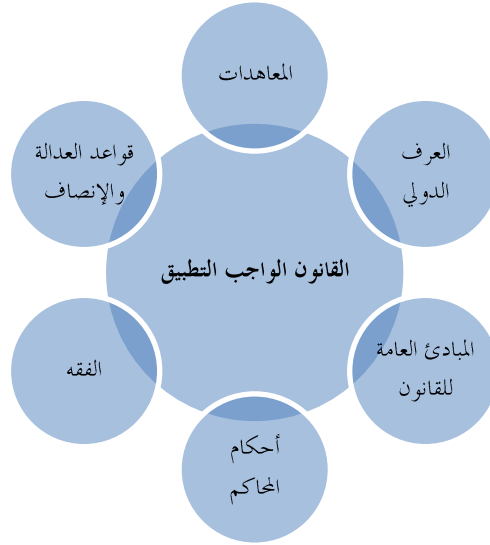 المعاهدات
العرف
الدولي
المبادئ العامة
للقانون
أحكام
المحاكم
الفقه
قواعد العدالة
والإنصاف
القانون الواجب التطبيق